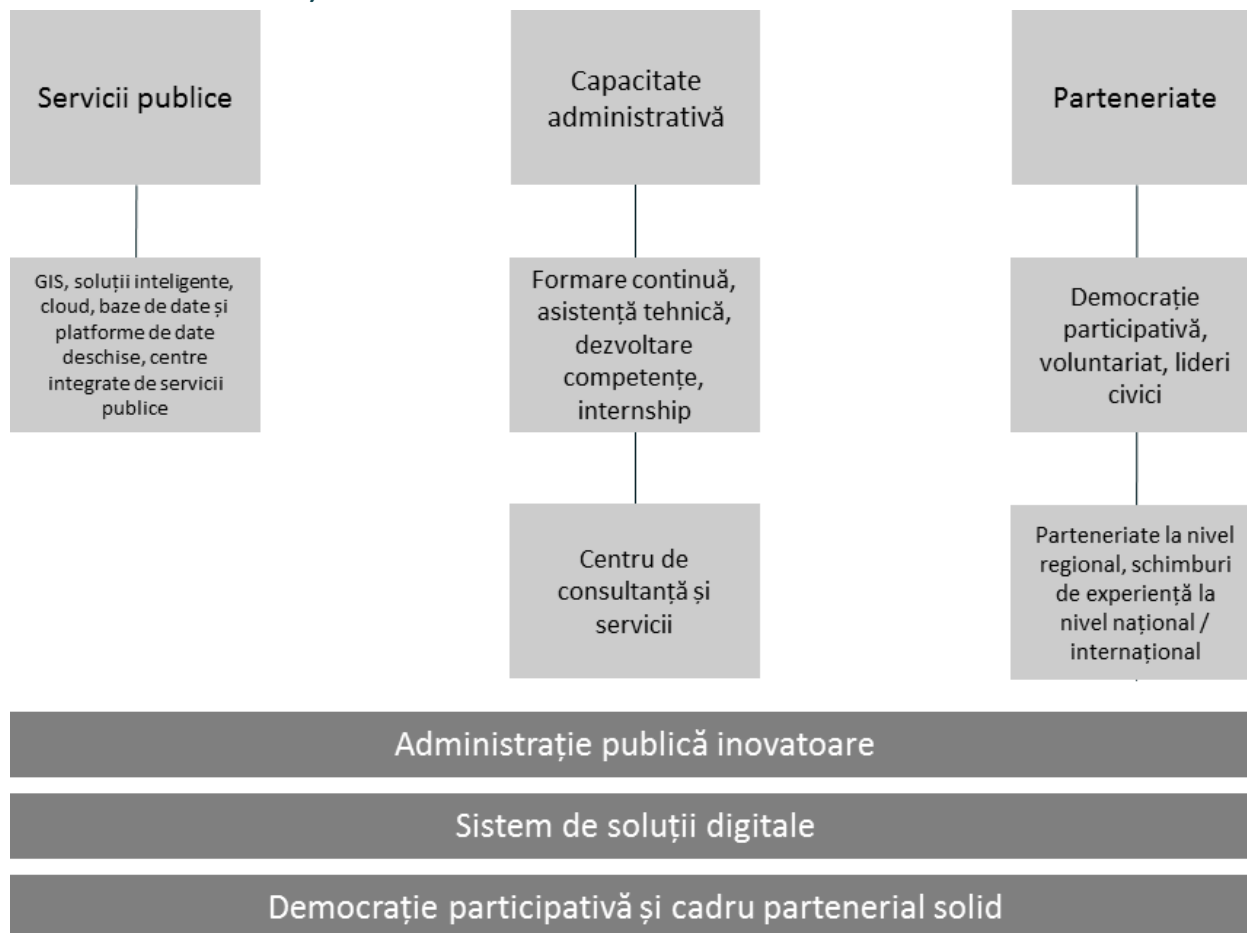 Servicii publice
Capacitate
administrativă
Parteneriate
GIS, soluții inteligente,
cloud, baze de date și
platforme de date
deschise, centre
integrate de servicii
publice
Formare continuă,
asistență tehnică,
dezvoltare
competențe,
internship
Democrație
participativă,
voluntariat, lideri
civici
Centru de
consultanță și
servicii
Parteneriate la nivel
regional, schimburi
de experiență la
nivel național /
internațional
Administrație publică inovatoare
Sistem de soluții digitale
Democrație participativă și cadru partenerial solid